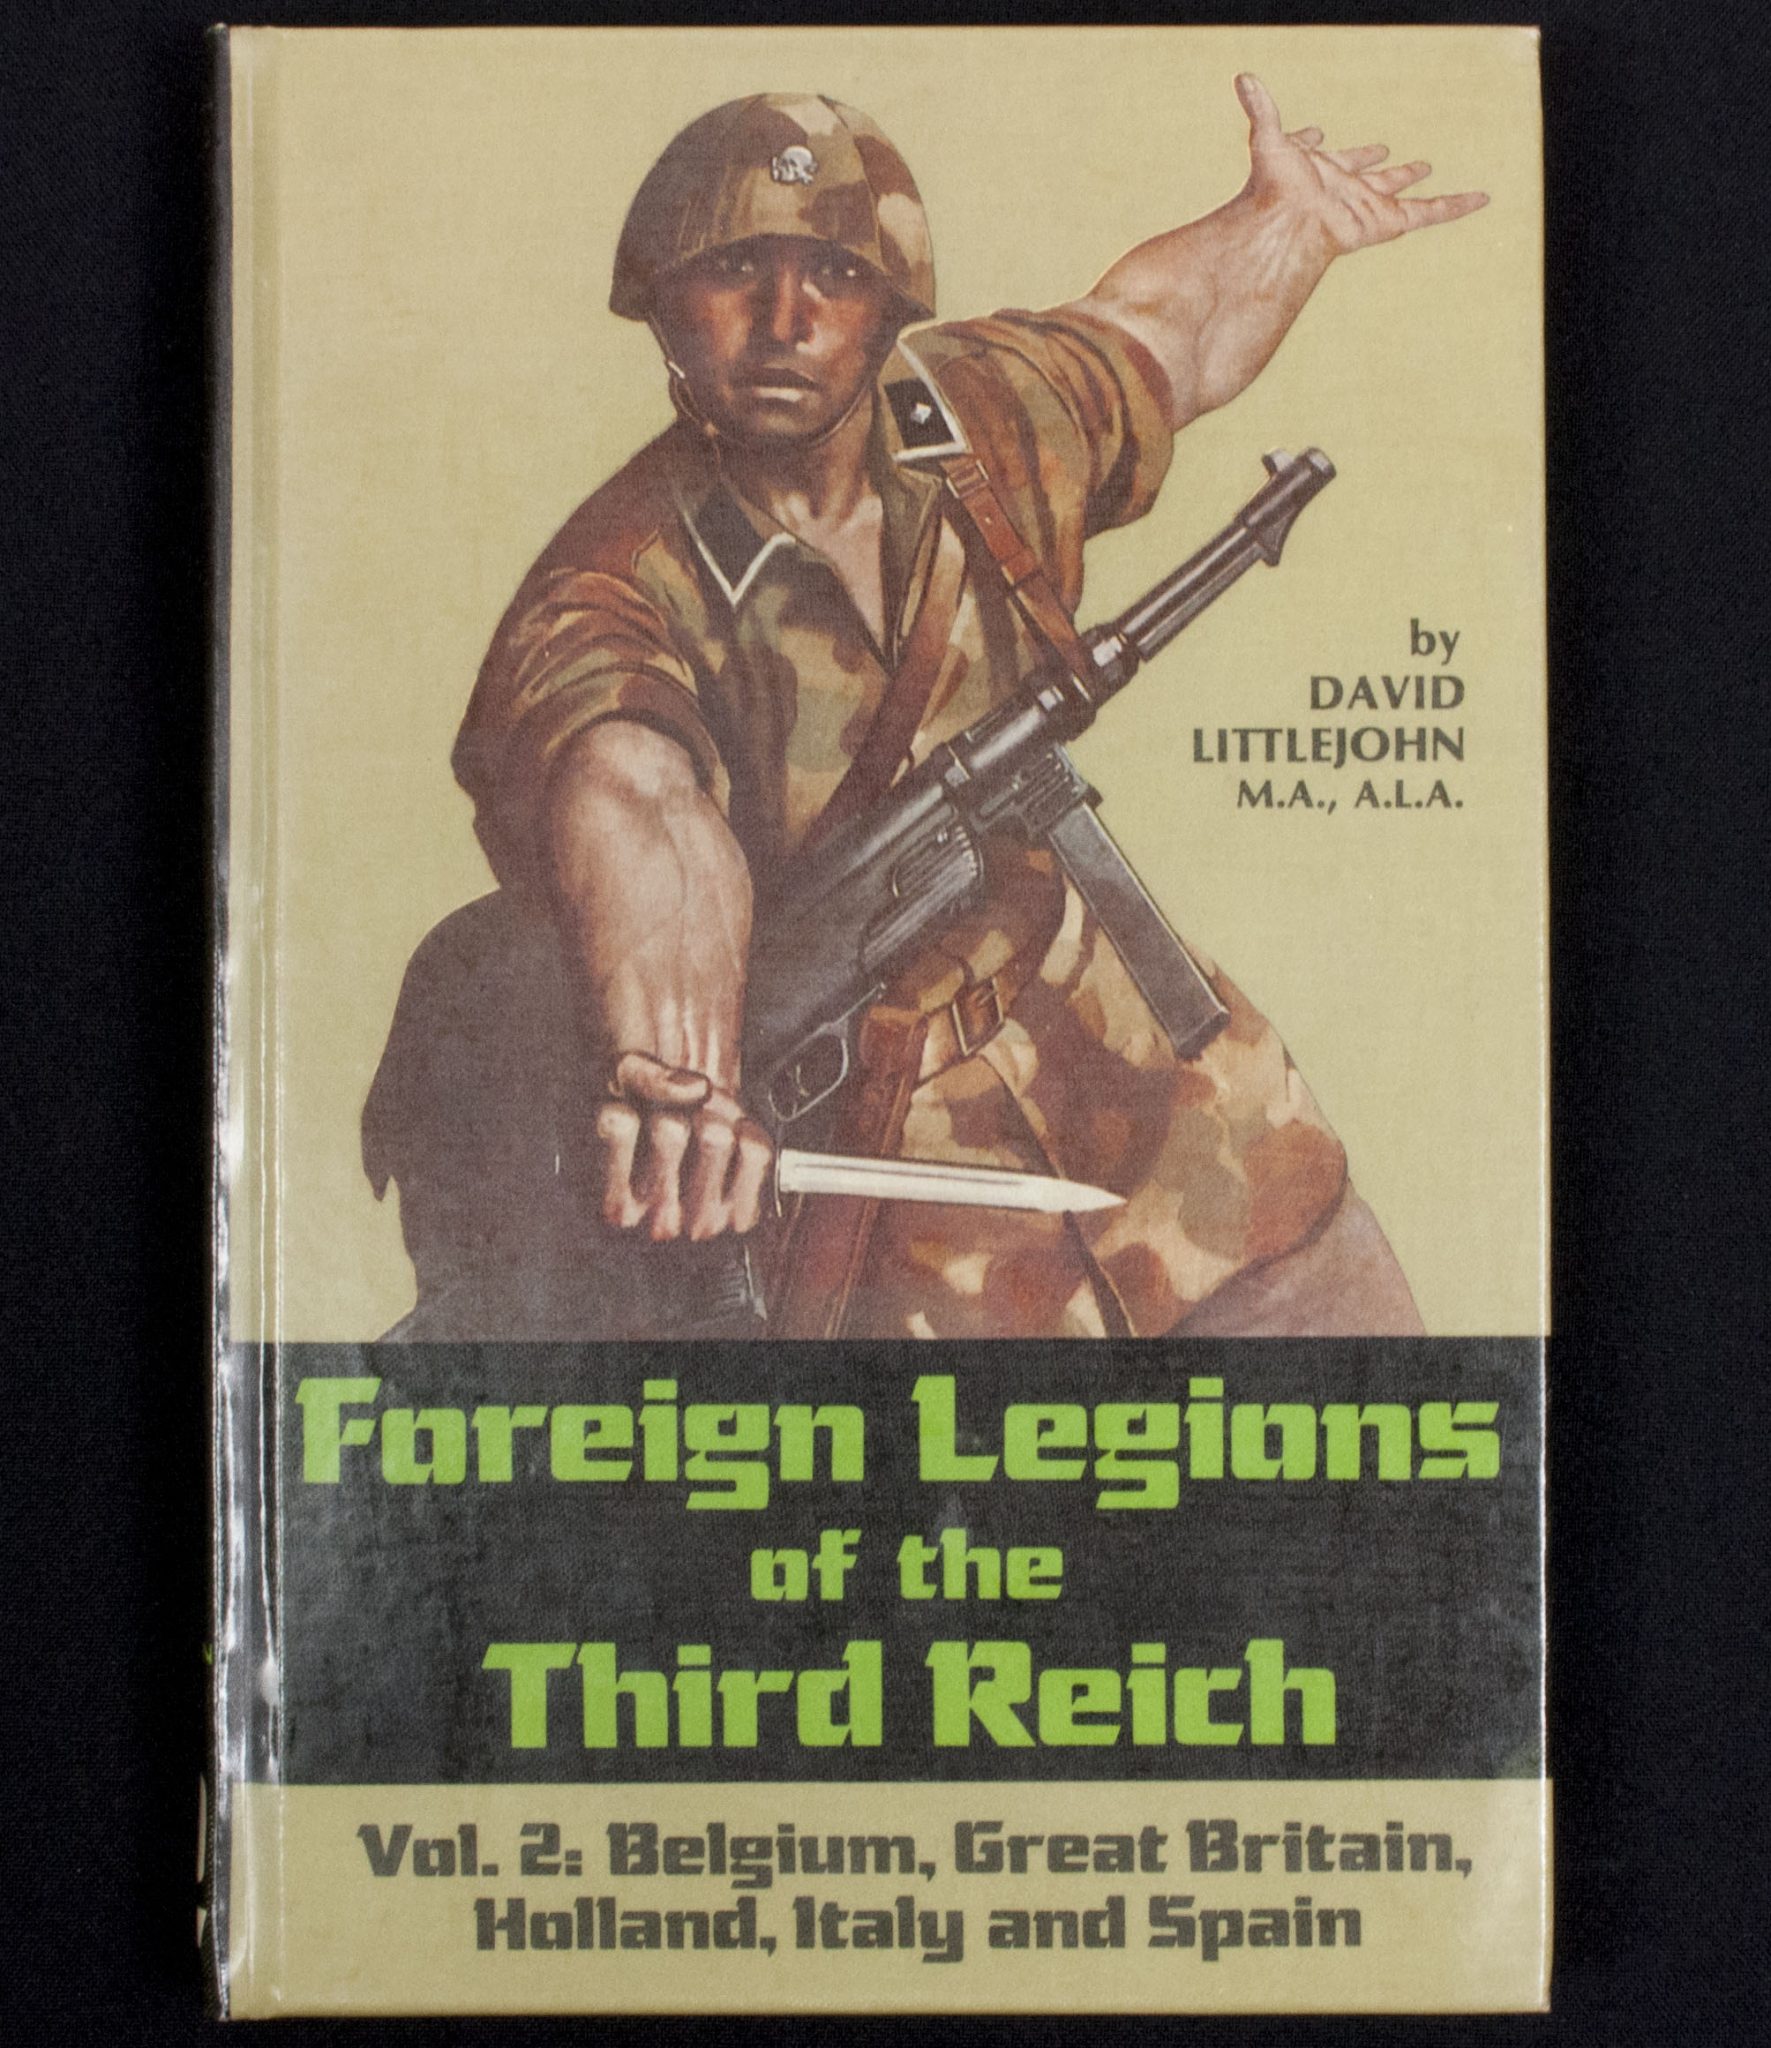 by
DAVID
LITTLEJOHN
M.A., A.L.A.
Foreign Legions
of the
Third Reich
Vol. 2: Belgium, Great Britain,
Holland, Italy and Spain